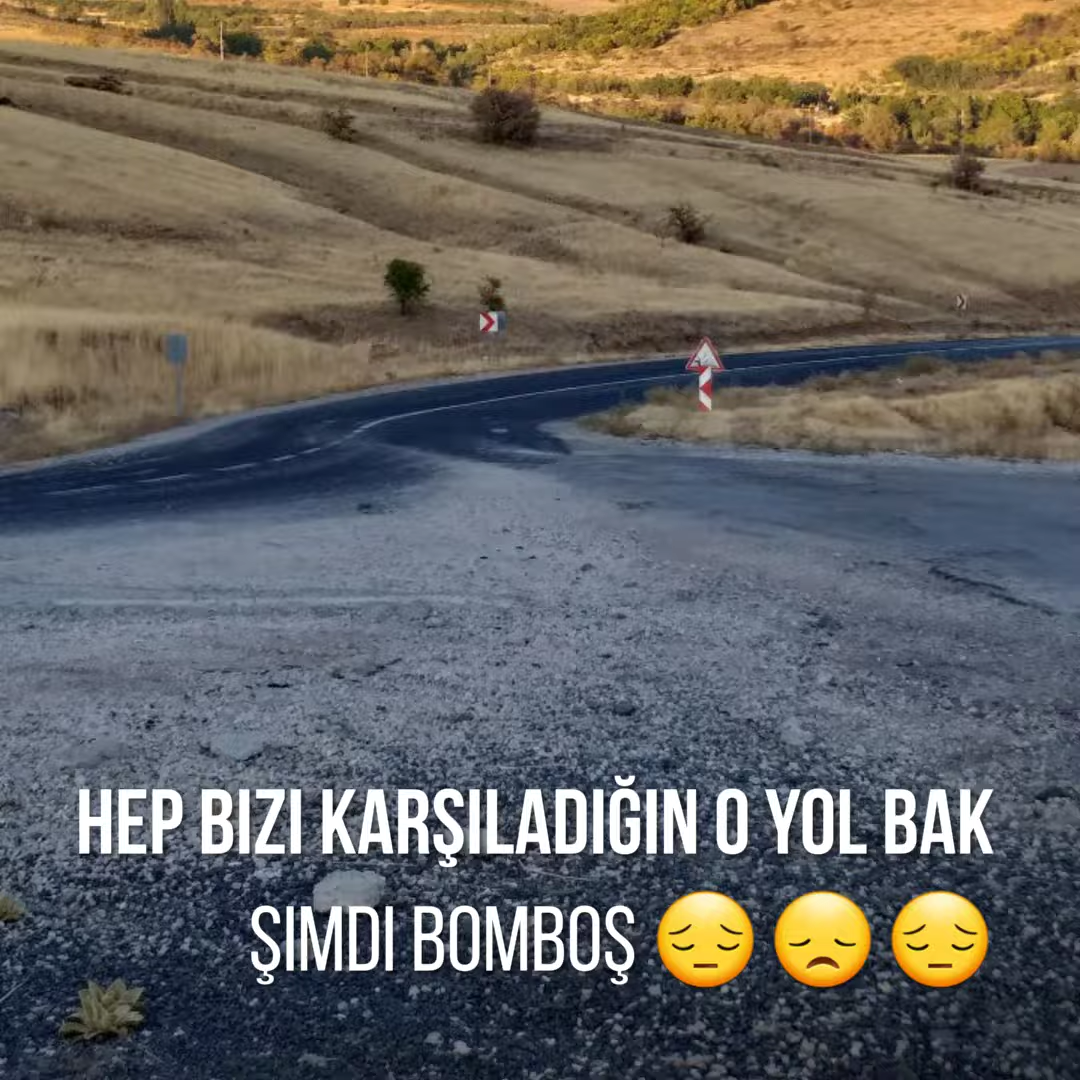 HEP BIZI KARŞILADIĞIN O YOL BAK
ŞIMDI BOMBOŞ 😔 😞 😔